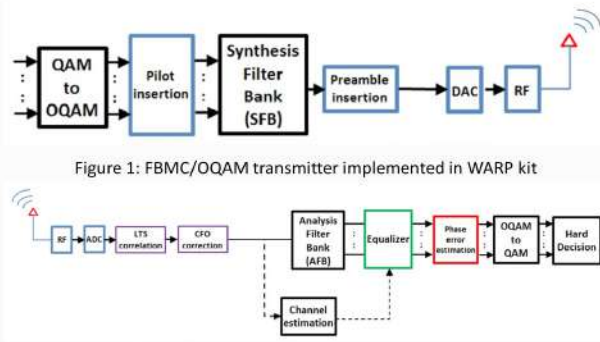 QAM
to
OQAM
Pilot
insertion
Synthesis
Filter
Bank
(SFB)
Preamble
insertion
DAC
RF
Figure 1: FBMC/OQAM transmitter implemented in WARP kit
RF
ADC
LTS
correlation
CFO
correction
Analysis
Filter
Bank
(AFB)
Equalizer
Phase
error
estimation
OQAM
to
QAM
Hard
Decision
Channel
estimation